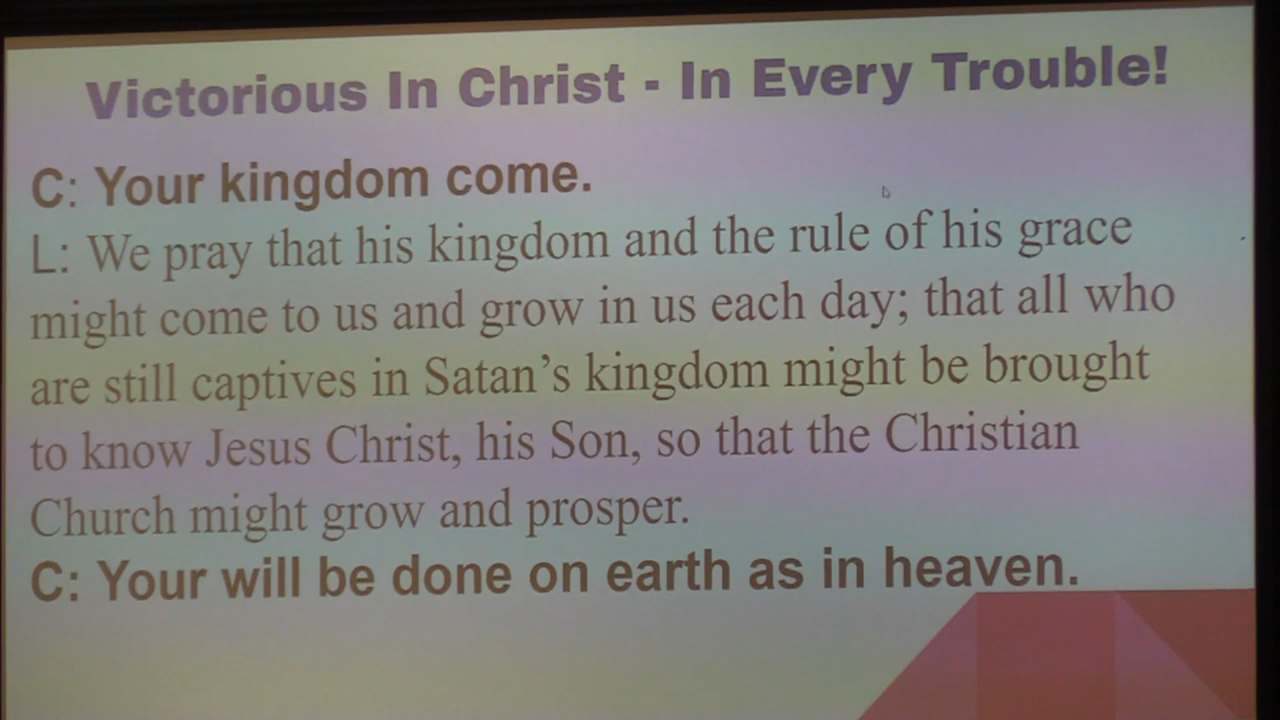 Victorious In Christ - In Every Trouble!
C: Your kingdom come.
L: We pray that his kingdom and the rule of his grace
might come to us and grow in us each day; that all who
are still captives in Satan’s kingdom might be brought
to know Jesus Christ, his Son, so that the Christian
Church might grow and prosper.
C: Your will be done on earth as in heaven.